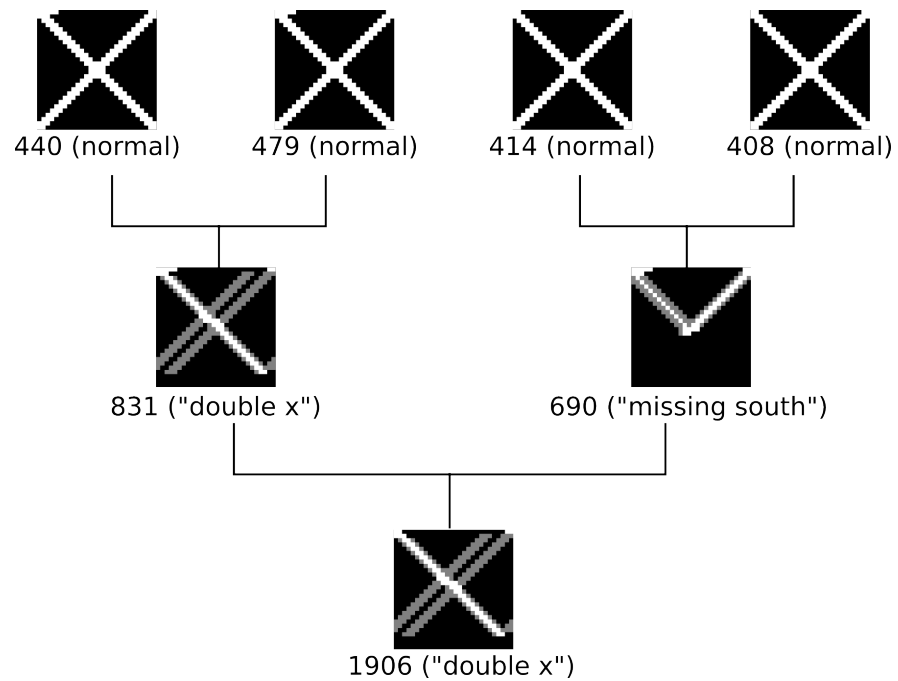 440 (normal) 479 (normal) 414 (normal) 408 (normal)
831 ("double x") 690 ("missing south")
1906 ("double x")